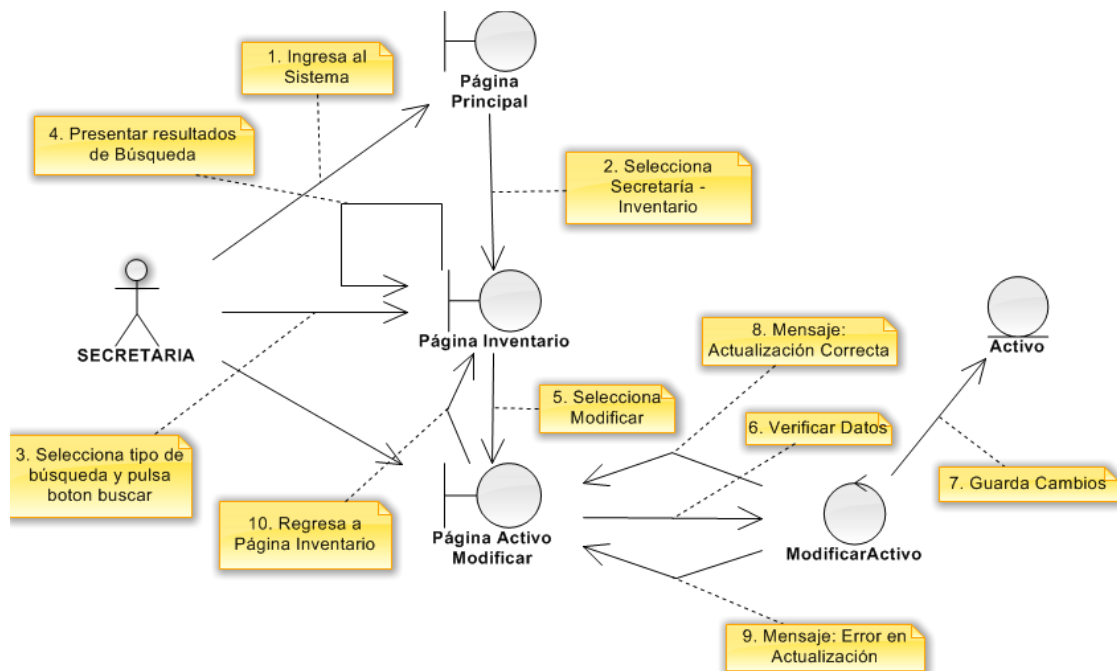 1. Ingresa al
Sistema
Página
Principal
4. Presentar resultados
de Búsqueda
2. Selecciona
Secretaría -
Inventario
SECRETARIA
Página Inventario
Activo
8. Mensaje:
Actualización Correcta
5. Selecciona
Modificar
6. Verificar Datos
3. Selecciona tipo de
búsqueda y pulsa
boton buscar
7. Guarda Cambios
10. Regresa a
Página Inventario
Página Activo
Modificar
ModificarActivo
9. Mensaje: Error en
Actualización